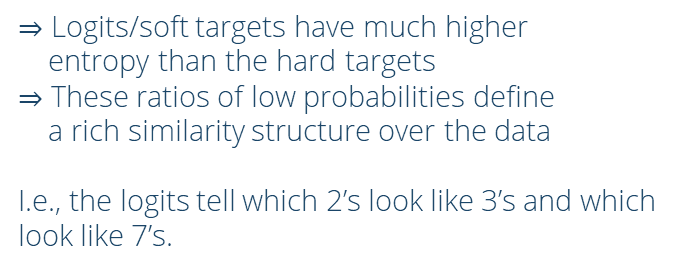 ⇒ Logits/soft targets have much higher
entropy than the hard targets
⇒ These ratios of low probabilities define
a rich similarity structure over the data
I.e., the logits tell which 2’s look like 3’s and which
look like 7’s.